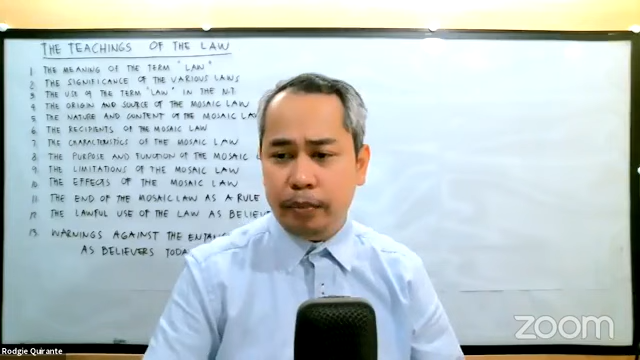 THE TEACHINGS OF THE LAW
1 THE MEANING OF THE TERM "LAW"
2 THE SIGNIFICANCE OF THE VARIOUS LAWS
3 THE USE OF THE TERM "LAW" IN THE N.T.
4 THE ORIGIN AND SOURCE OF THE MOSAIC LAW
5 THE NATURE AND CONTENT OF THE MOSAIC LAW
6 THE RECIPIENTS OF THE MOSAIC LAW
7 THE CHARACTERISTICS OF THE MOSAIC LAW
8 THE PURPOSE AND FUNCTION OF THE MOSAIC
9 THE LIMITATIONS OF THE MOSAIC LAW
10 THE EFFECTS OF THE MOSAIC LAW
11 THE END OF THE MOSAIC LAW AS A RULE
12 THE LAWFUL USE OF THE LAW AS BELIEV
13. WARNINGS AGAINST THE ENTAN
AS BELIEVERS TODA
zoom
Rodgie Quirante